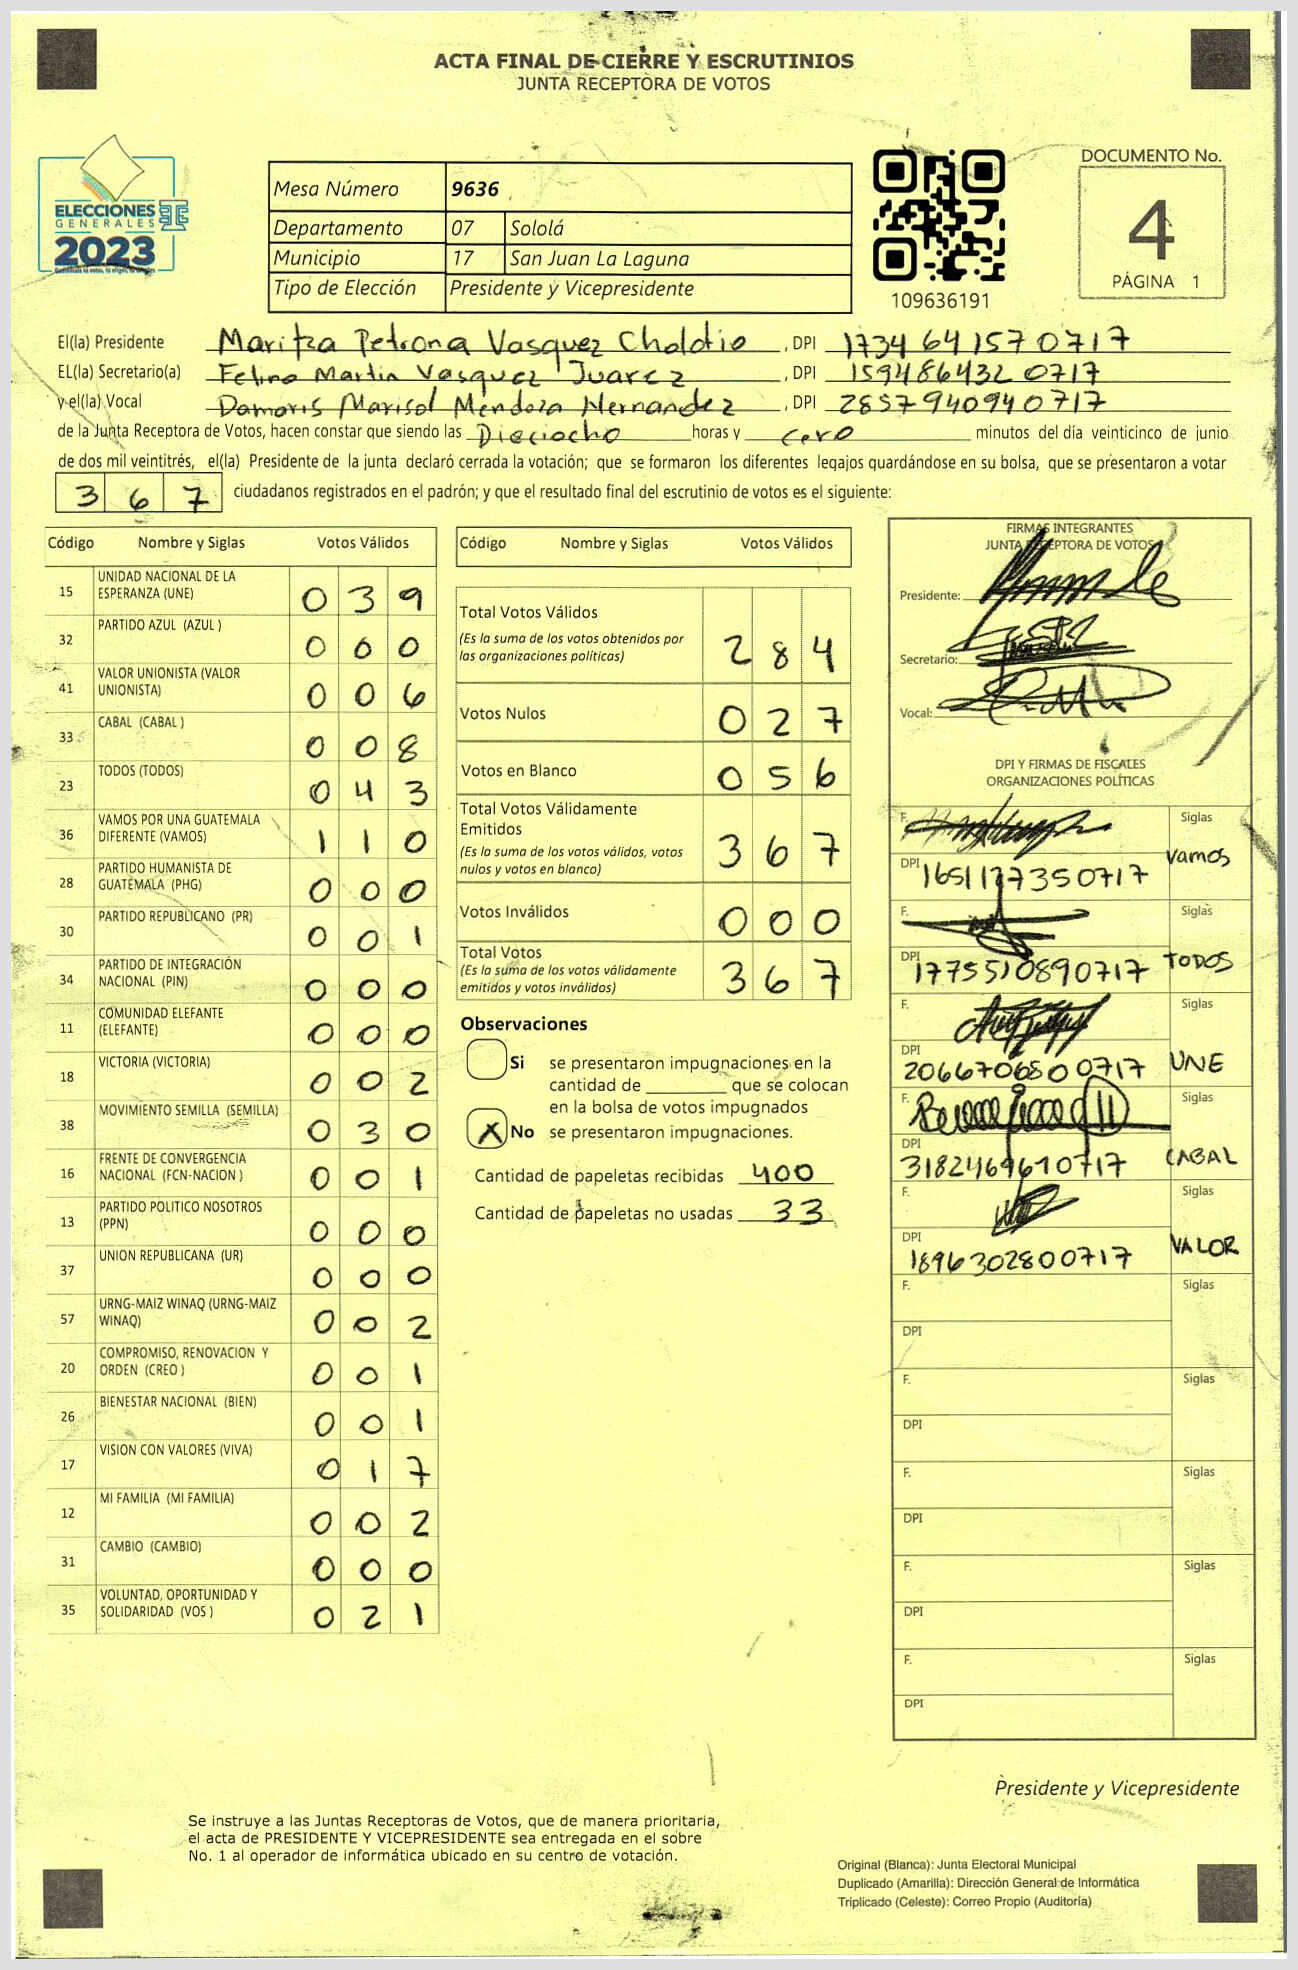 ACTA FINAL DE CIERRE Y ESCRUTINIOS
JUNTA RECEPTORA DE VOTOS
ELECCIONES
GENERALES
2023
Mesa Número 9636
Departamento 07 Sololá
Municipio 17 San Juan La Laguna
Tipo de Elección Presidente y Vicepresidente
109636191
DOCUMENTO No.
4
PÁGINA 1
El(la) Presidente Maritza Petrona Vasquez Cholotio , DPI 1734 64157 0717
EL(la) Secretario(a) Felino Martin Vasquez Juarez , DPI 159486432 0717
y el(la) Vocal Damaris Marisol Mendoza Hernandez , DPI 2857940940717
de la Junta Receptora de Votos, hacen constar que siendo las Dieciocho horas y cero minutos del día veinticinco de junio
de dos mil veintitrés, el(la) Presidente de la junta declaró cerrada la votación; que se formaron los diferentes legajos guardándose en su bolsa, que se presentaron a votar
3 6 7 ciudadanos registrados en el padrón; y que el resultado final del escrutinio de votos es el siguiente:
Código Nombre y Siglas Votos Válidos
15 UNIDAD NACIONAL DE LA
ESPERANZA (UNE) 0 3 9
32 PARTIDO AZUL (AZUL ) 0 0 0
41 VALOR UNIONISTA (VALOR
UNIONISTA) 0 0 6
33 CABAL (CABAL ) 0 0 8
23 TODOS (TODOS) 0 4 3
36 VAMOS POR UNA GUATEMALA
DIFERENTE (VAMOS) 1 1 0
28 PARTIDO HUMANISTA DE
GUATEMALA (PHG) 0 0 0
30 PARTIDO REPUBLICANO (PR) 0 0 1
34 PARTIDO DE INTEGRACIÓN
NACIONAL (PIN) 0 0 0
11 COMUNIDAD ELEFANTE
(ELEFANTE) 0 0 0
18 VICTORIA (VICTORIA) 0 0 2
38 MOVIMIENTO SEMILLA (SEMILLA) 0 3 0
16 FRENTE DE CONVERGENCIA
NACIONAL (FCN-NACION ) 0 0 1
13 PARTIDO POLITICO NOSOTROS
(PPN) 0 0 0
37 UNION REPUBLICANA (UR) 0 0 0
57 URNG-MAIZ WINAQ (URNG-MAIZ
WINAQ) 0 0 2
20 COMPROMISO, RENOVACION Y
ORDEN (CREO ) 0 0 1
26 BIENESTAR NACIONAL (BIEN) 0 0 1
17 VISION CON VALORES (VIVA) 0 1 7
12 MI FAMILIA (MI FAMILIA) 0 0 2
31 CAMBIO (CAMBIO) 0 0 0
35 VOLUNTAD, OPORTUNIDAD Y
SOLIDARIDAD (VOS ) 0 2 1
Código Nombre y Siglas Votos Válidos
Total Votos Válidos
(Es la suma de los votos obtenidos por
las organizaciones políticas) 2 8 4
Votos Nulos 0 2 7
Votos en Blanco 0 5 6
Total Votos Válidamente
Emitidos
(Es la suma de los votos válidos, votos
nulos y votos en blanco) 3 6 7
Votos Inválidos 0 0 0
Total Votos
(Es la suma de los votos válidamente
emitidos y votos inválidos) 3 6 7
Observaciones
Si se presentaron impugnaciones en la
cantidad de ________ que se colocan
en la bolsa de votos impugnados
X No se presentaron impugnaciones.
Cantidad de papeletas recibidas 400
Cantidad de papeletas no usadas 33
FIRMAS INTEGRANTES
JUNTA RECEPTORA DE VOTOS
Presidente:
Secretario:
Vocal:
DPI Y FIRMAS DE FISCALES
ORGANIZACIONES POLÍTICAS
F. Siglas
Vamos
DPI 1651177350717
F. Siglas
DPI 1775510890717 TODOS
F. Siglas
DPI 2066706800717 UNE
F. Siglas
DPI 3182469610717 CABAL
F. Siglas
DPI 1896302800717 VALOR
F. Siglas
DPI
F. Siglas
DPI
F. Siglas
DPI
F. Siglas
DPI
F. Siglas
DPI
Presidente y Vicepresidente
Se instruye a las Juntas Receptoras de Votos, que de manera prioritaria,
el acta de PRESIDENTE Y VICEPRESIDENTE sea entregada en el sobre
No. 1 al operador de informática ubicado en su centro de votación.
Original (Blanca): Junta Electoral Municipal
Duplicado (Amarilla): Dirección General de Informática
Triplicado (Celeste): Correo Propio (Auditoría)